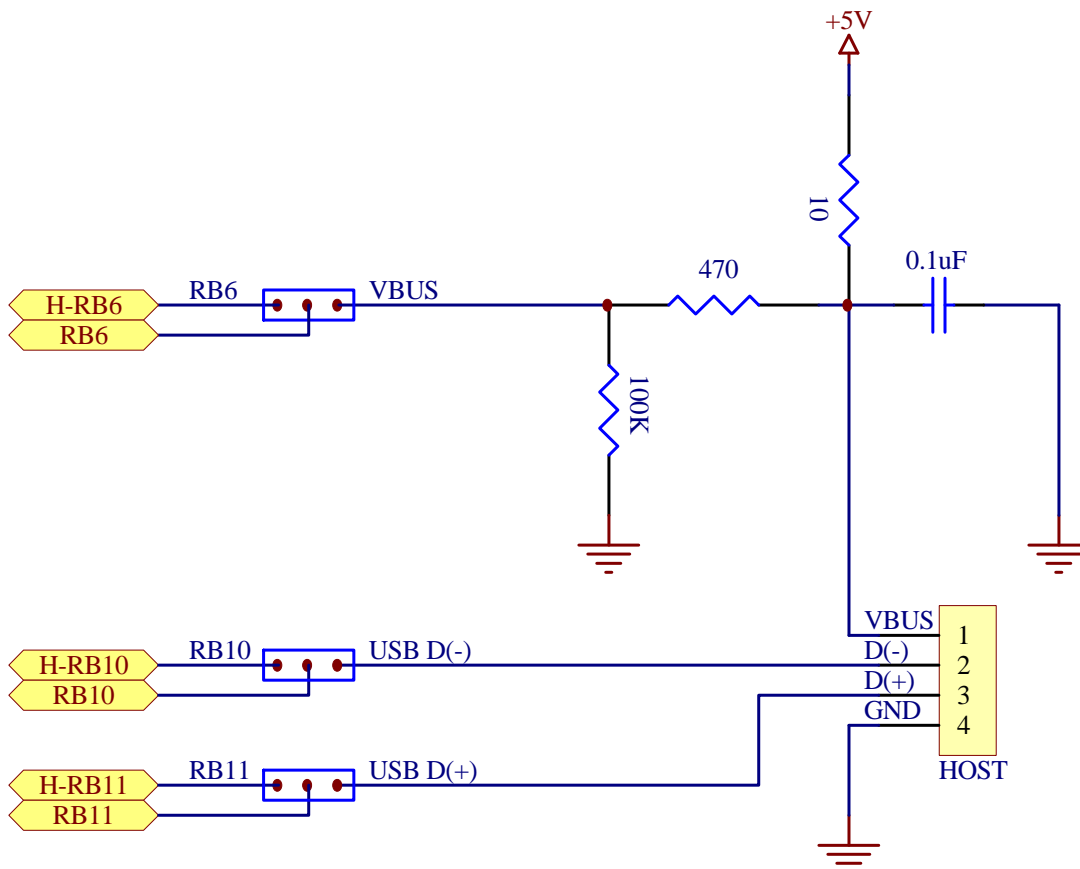 +5V
10
0.1uF
470
H-RB6 RB6 VBUS
RB6
100K
VBUS 1
H-RB10 RB10 USB D(-) D(-) 2
RB10 D(+) 3
GND 4
H-RB11 RB11 USB D(+) HOST
RB11